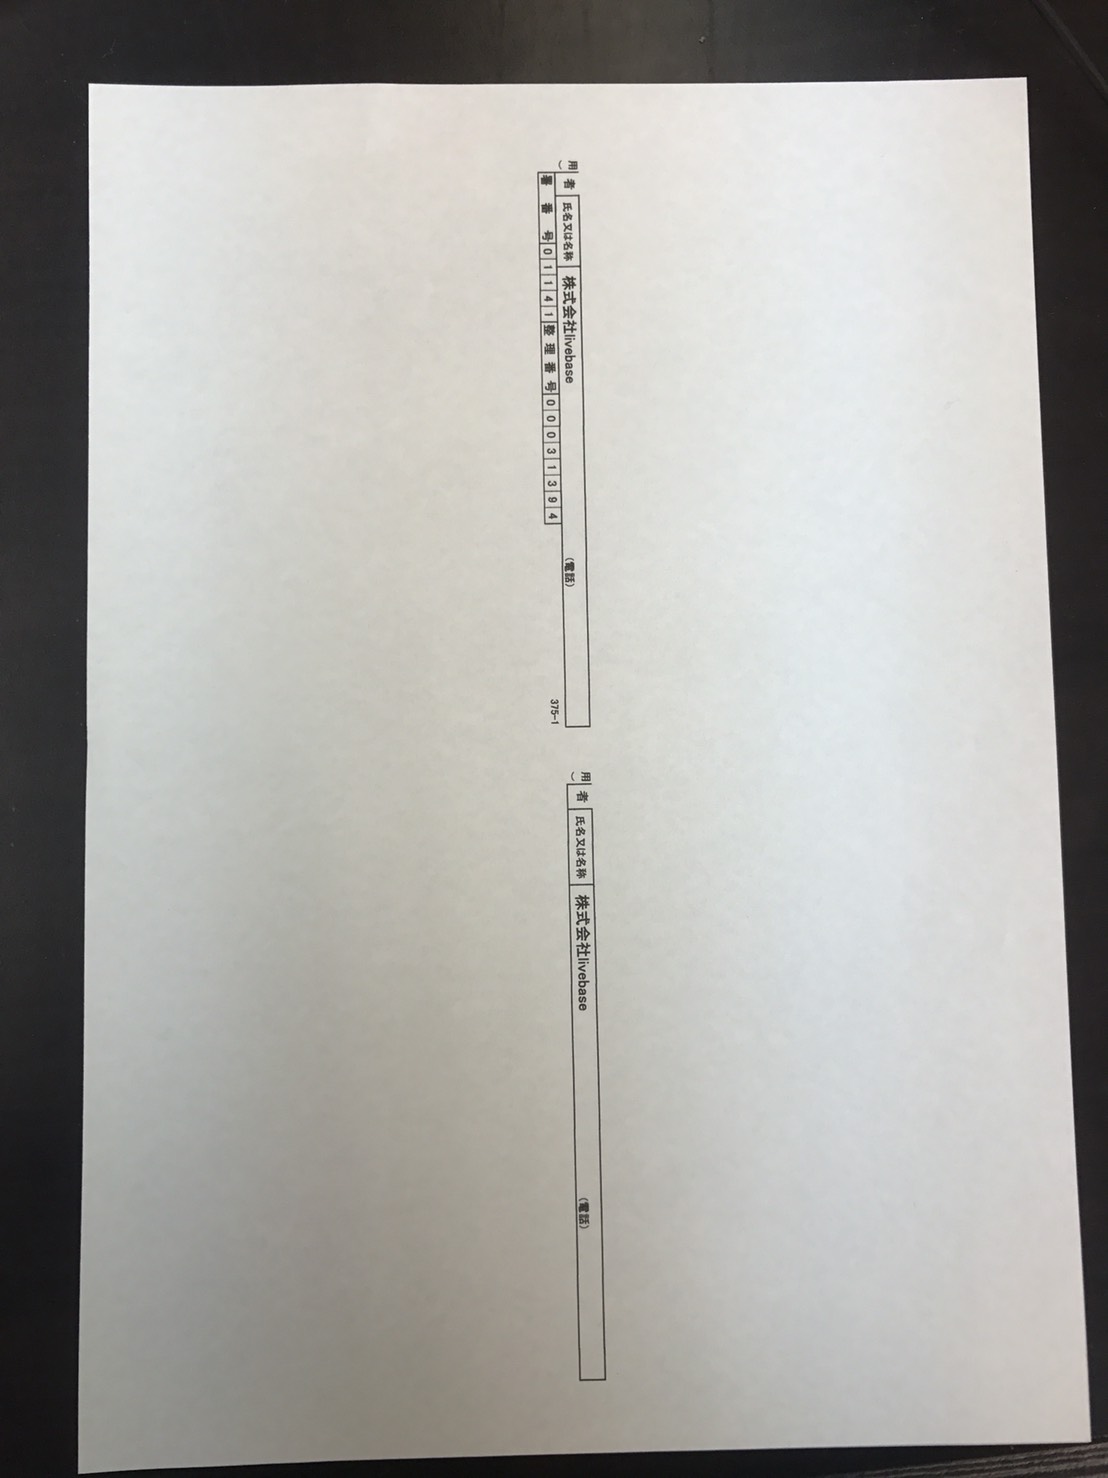 用
）
者 氏名又は名称 株式会社livebase （電話）
署番号 0 1 1 4 1 整理番号 0 0 0 3 1 3 9 4
375-1
用
）
者 氏名又は名称 株式会社livebase （電話）